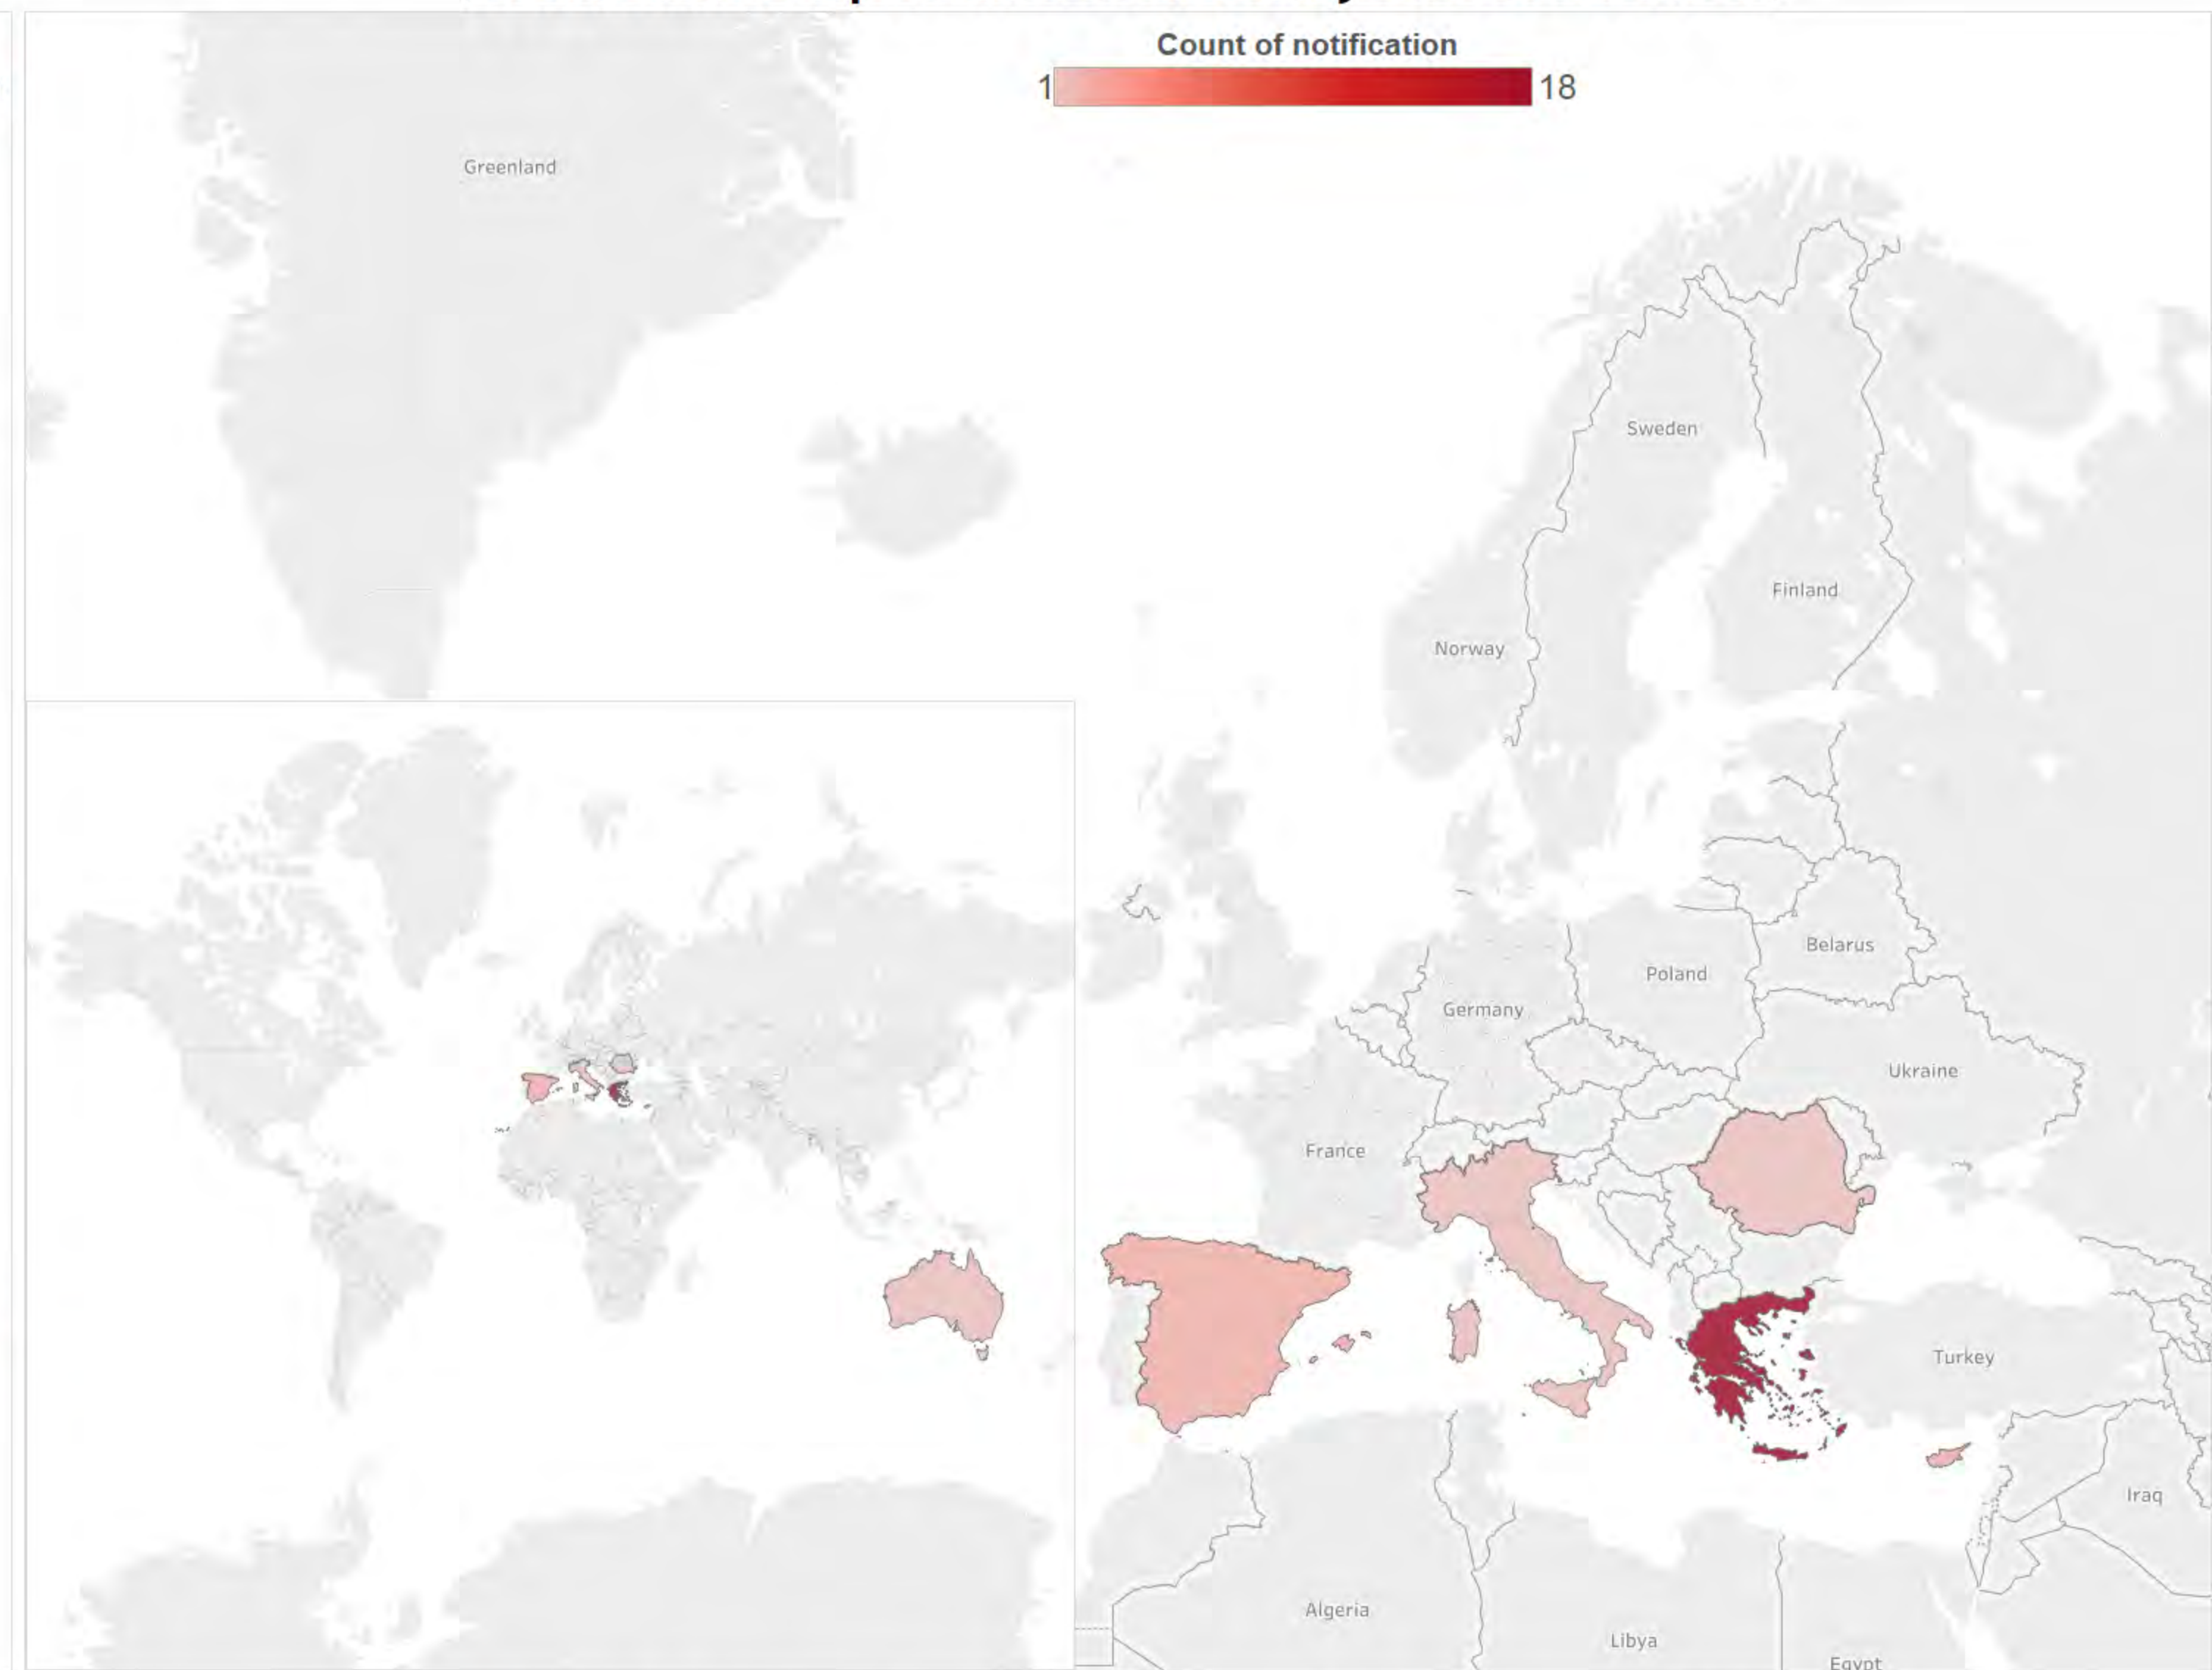 Count of notification
1 18
Greenland
Sweden
Finland
Norway
Belarus
Poland
Germany
Ukraine
France
Turkey
Iraq
Algeria
Libya
Egypt